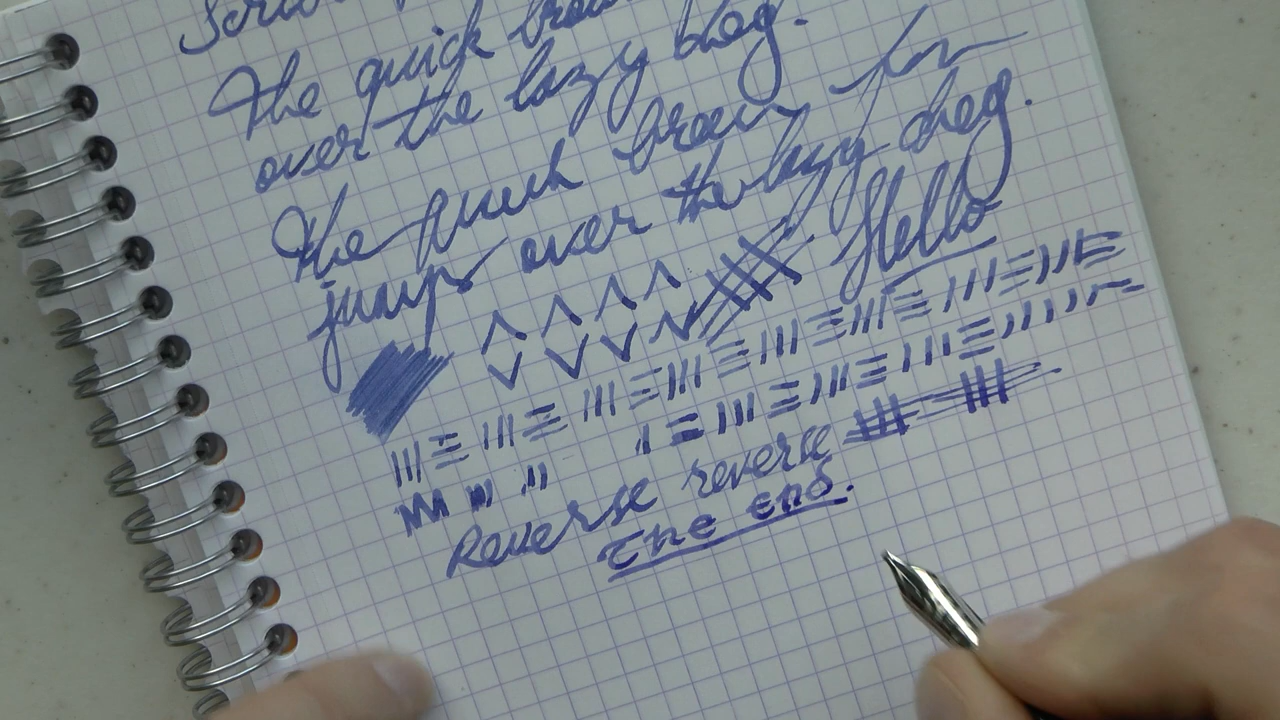 The quick brow
over the lazy dog.
The quick brown fox
jumps over the lazy dog.
Hello
Reverse reverse
The end.